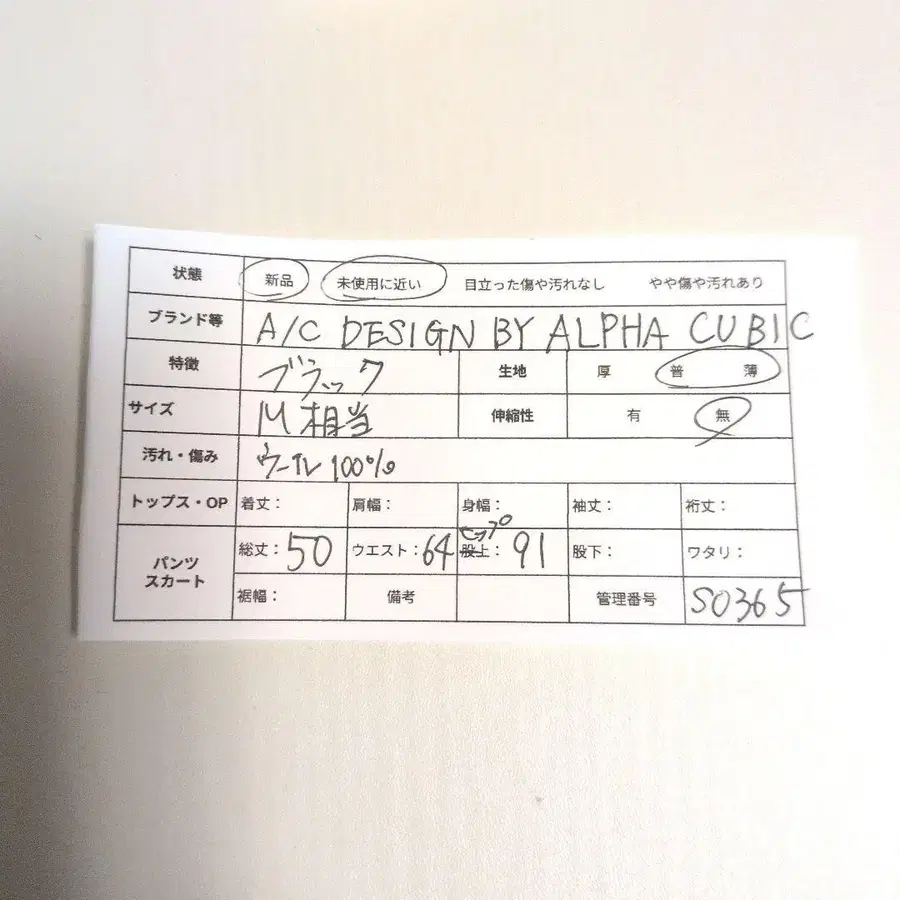 状態 新品 未使用に近い 目立った傷や汚れなし やや傷や汚れあり
ブランド等 A/C DESIGN BY ALPHA CUBIC
特徴 ブラック 生地 厚 普 薄
サイズ M相当 伸縮性 有 無
汚れ・傷み ウール100%
トップス・OP 着丈： 肩幅： 身幅： 袖丈： 裄丈：
パンツ
スカート
総丈：50 ウエスト：64 股上：ヒップ 91 股下： ワタリ：
裾幅： 備考 管理番号 S0365